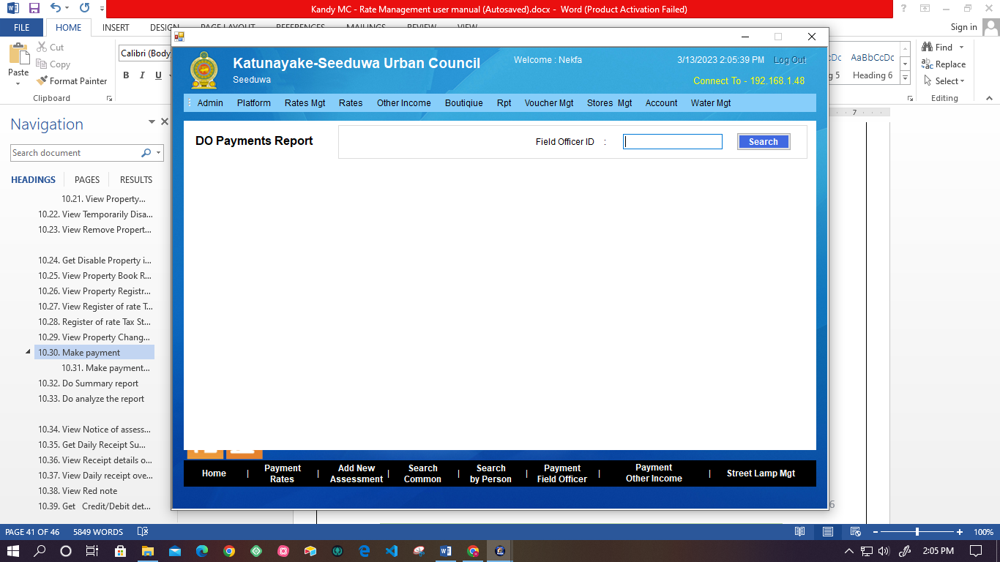 Kandy MC - Rate Management user manual (Autosaved).docx - Word (Product Activation Failed)
FILE HOME INSERT DESIGN PAGE LAYOUT REFERENCES MAILINGS REVIEW VIEW
Sign in
Paste
Cut
Copy
Format Painter
Clipboard
Calibri (Body
B I U
AaBbCcDc
Heading 6
Find
Replace
Select
Editing
Navigation
Search document
HEADINGS PAGES RESULTS
10.21. View Property...
10.22. View Temporarily Disa...
10.23. View Remove Propert...
10.24. Get Disable Property i...
10.25. View Property Book R...
10.26. View Property Registr...
10.27. View Register of rate T...
10.28. Register of rate Tax St...
10.29. View Property Chang...
10.30. Make payment
10.31. Make payment...
10.32. Do Summary report
10.33. Do analyze the report
10.34. View Notice of assess...
10.35. Get Daily Receipt Su...
10.36. View Receipt details o...
10.37. View Daily receipt ove...
10.38. View Red note
10.39. Get Credit/Debit det...
Katunayake-Seeduwa Urban Council
Seeduwa
Welcome : Nekfa
3/13/2023 2:05:39 PM Log Out
Connect To - 192.168.1.48
Admin Platform Rates Mgt Rates Other Income Boutiqiue Rpt Voucher Mgt Stores Mgt Account Water Mgt
DO Payments Report
Field Officer ID :
Search
Home | Payment Rates | Add New Assessment | Search Common | Search by Person | Payment Field Officer | Payment Other Income | Street Lamp Mgt
7
6
PAGE 41 OF 46 5849 WORDS
100%
2:05 PM